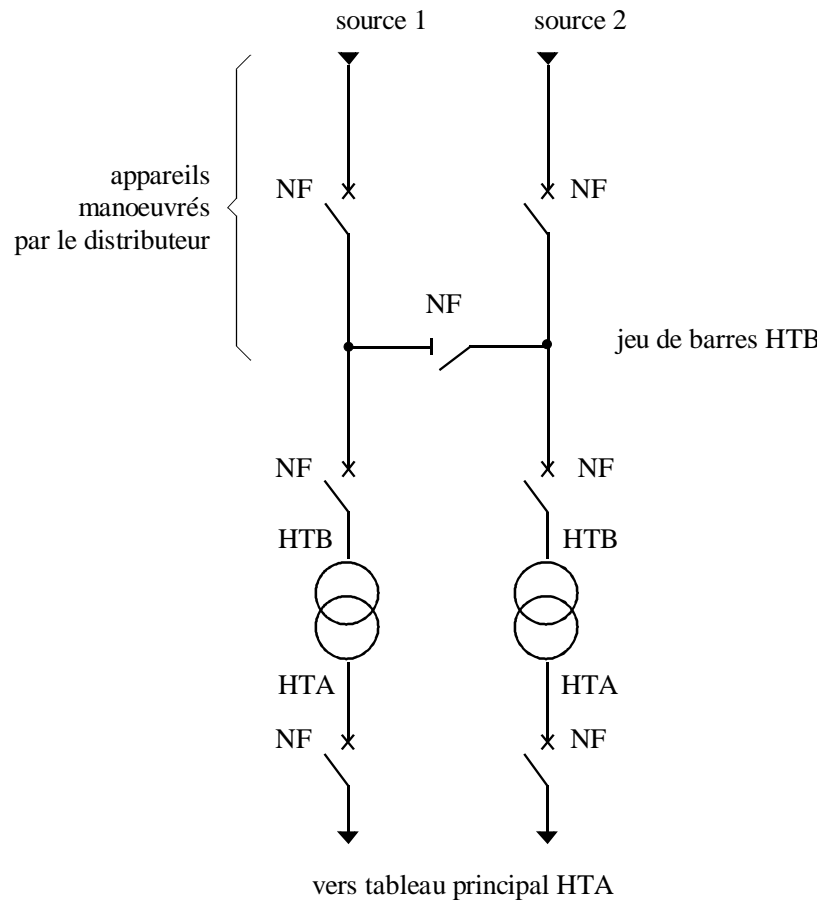 source 1
source 2
appareils
manoeuvrés
par le distributeur
NF
NF
NF
jeu de barres HTB
NF
NF
HTB
HTB
HTA
HTA
NF
NF
vers tableau principal HTA